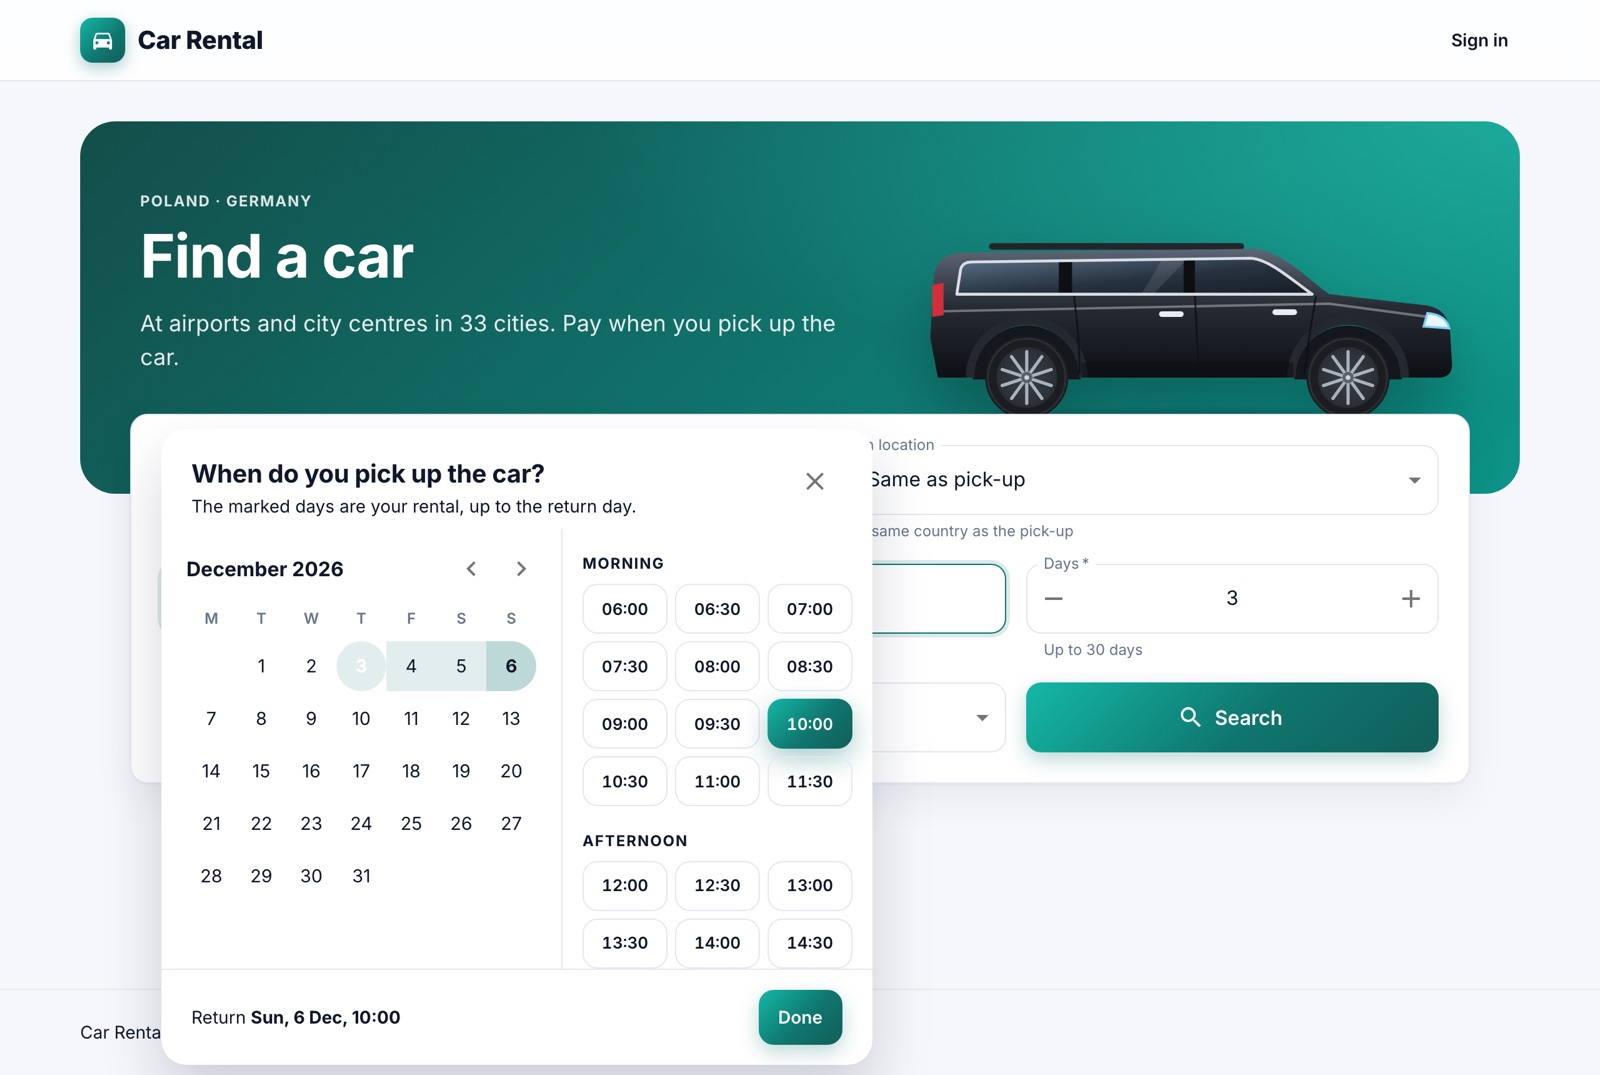 Car Rental
Sign in
POLAND · GERMANY
Find a car
At airports and city centres in 33 cities. Pay when you pick up the
car.
location
Same as pick-up
same country as the pick-up
Days *
3
Up to 30 days
Search
When do you pick up the car?
The marked days are your rental, up to the return day.
December 2026
M T W T F S S
1 2 3 4 5 6
7 8 9 10 11 12 13
14 15 16 17 18 19 20
21 22 23 24 25 26 27
28 29 30 31
MORNING
06:00 06:30 07:00
07:30 08:00 08:30
09:00 09:30 10:00
10:30 11:00 11:30
AFTERNOON
12:00 12:30 13:00
13:30 14:00 14:30
Return Sun, 6 Dec, 10:00
Done
Car Renta